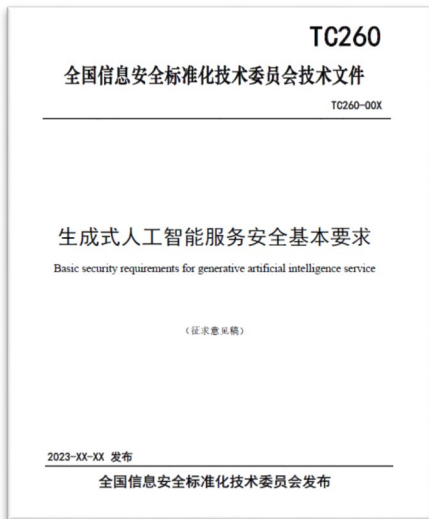 TC260
全国信息安全标准化技术委员会技术文件
TC260-00X
生成式人工智能服务安全基本要求
Basic security requirements for generative artificial intelligence service
（征求意见稿）
2023-XX-XX 发布
全国信息安全标准化技术委员会发布